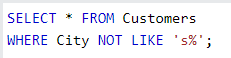 SELECT * FROM Customers
WHERE City NOT LIKE 's%';